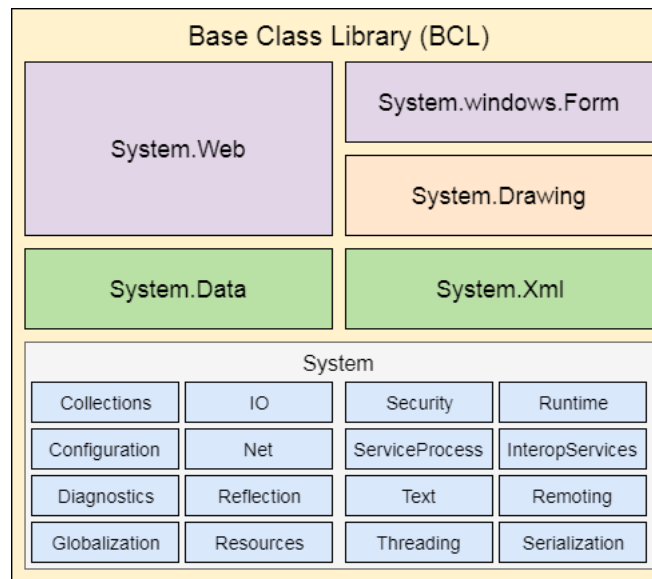 Base Class Library (BCL)
System.Web
System.windows.Form
System.Drawing
System.Data
System.Xml
System
Collections
IO
Security
Runtime
Configuration
Net
ServiceProcess
InteropServices
Diagnostics
Reflection
Text
Remoting
Globalization
Resources
Threading
Serialization